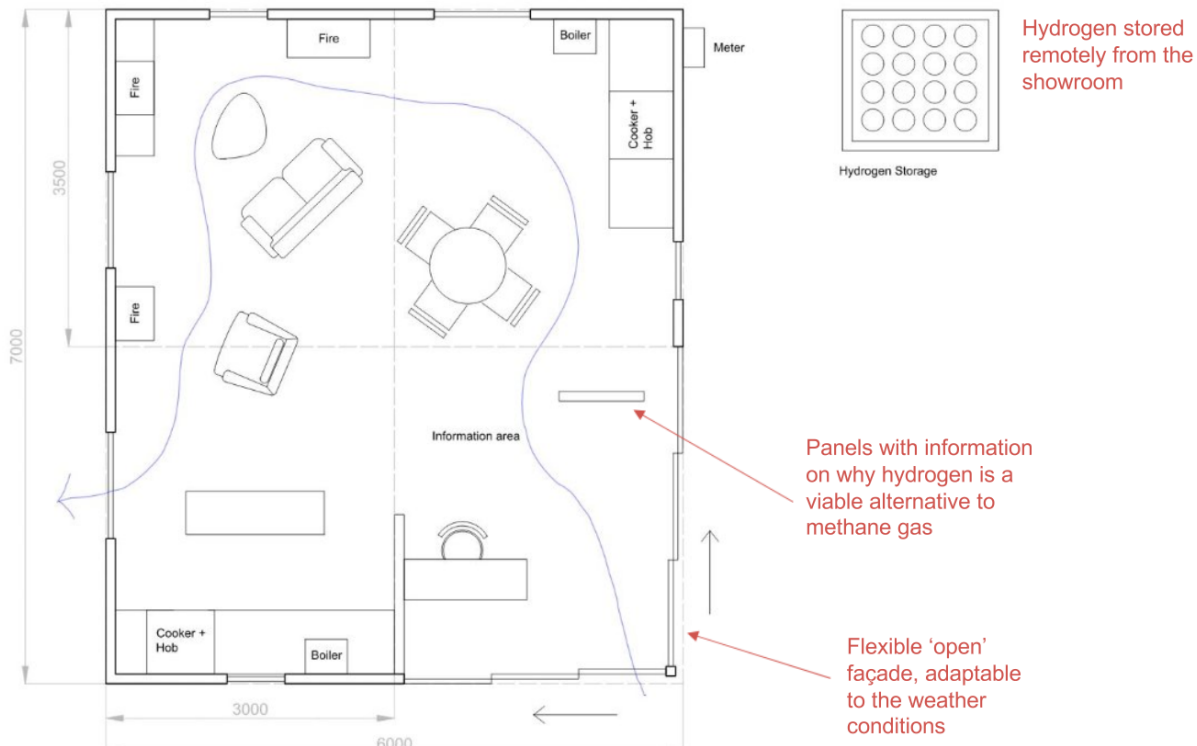 Fire
Boiler
Meter
Hydrogen stored
remotely from the
showroom
Fire
Cooker +
Hob
Hydrogen Storage
3500
7000
Fire
Information area
Panels with information
on why hydrogen is a
viable alternative to
methane gas
Cooker +
Hob
Boiler
Flexible ‘open’
façade, adaptable
to the weather
conditions
3000
6000